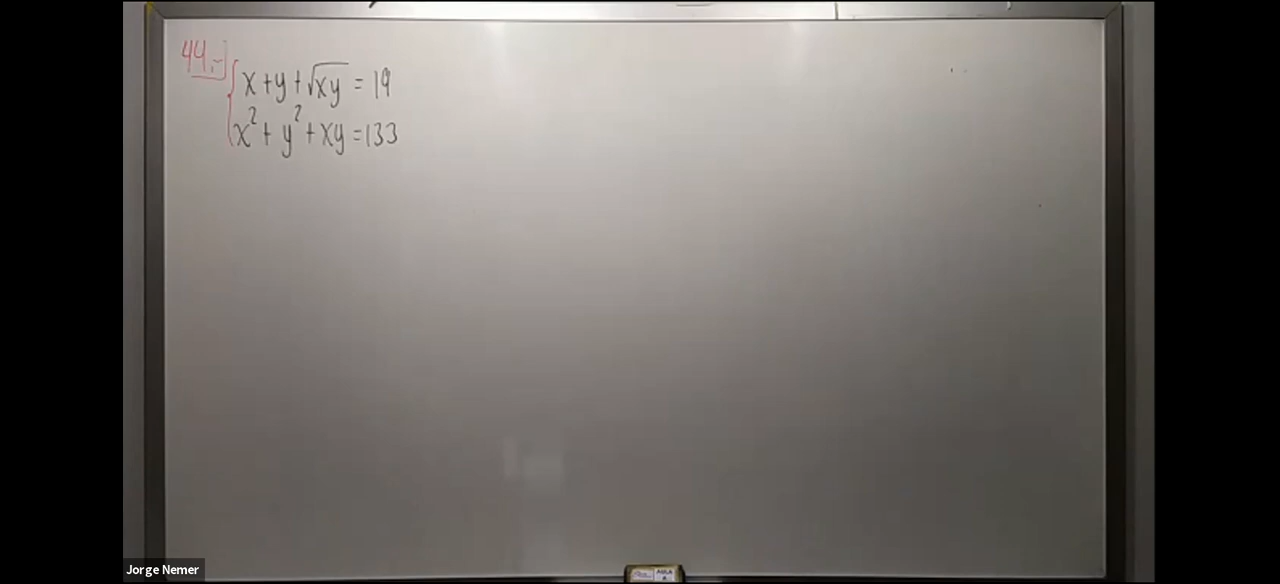 44.-
x + y + √xy = 19
x² + y² + xy = 133
Jorge Nemer